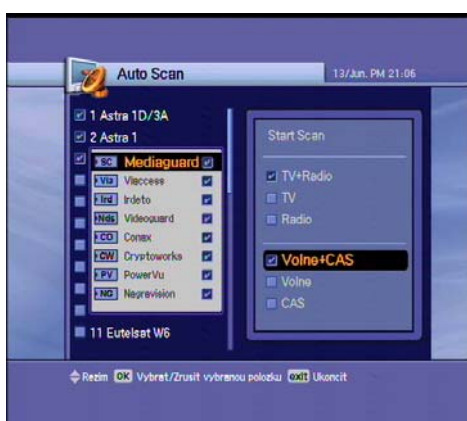 Auto Scan
13/Jun. PM 21:06
1 Astra 1D/3A
2 Astra 1
SC Mediaguard
Via Viaccess
Ird Irdeto
Nds Videoguard
CO Conax
CW Cryptoworks
PV PowerVu
NG Nagravision
11 Eutelsat W6
Start Scan
TV+Radio
TV
Radio
Volne+CAS
Volne
CAS
Rezim OK Vybrat/Zrusit vybranou polozku exit Ukoncit